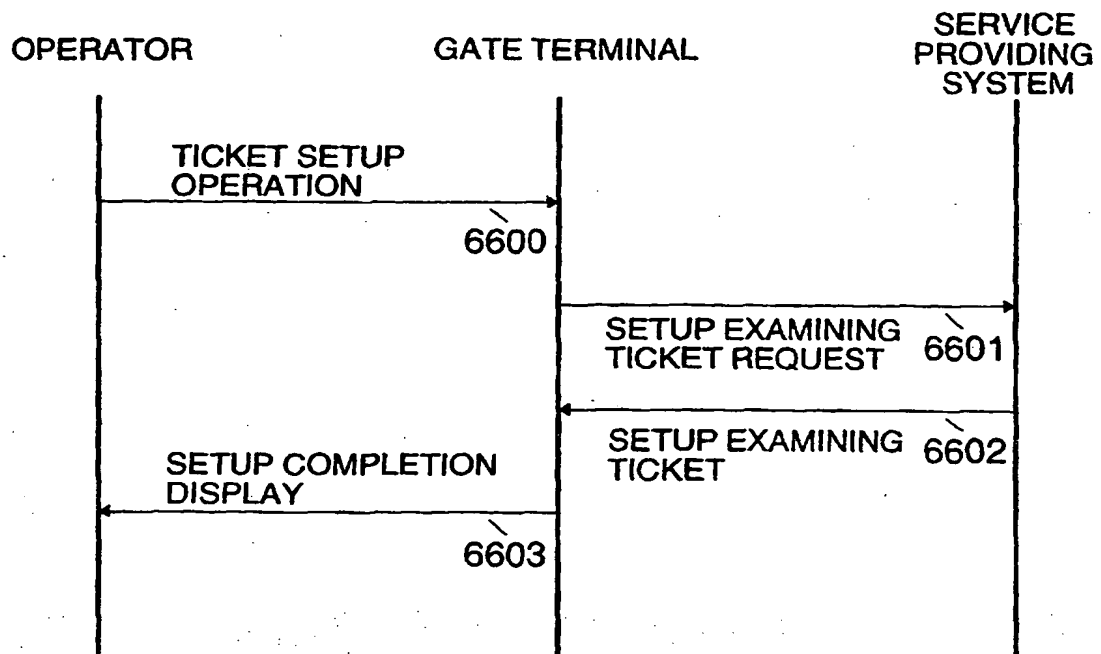 OPERATOR
GATE TERMINAL
SERVICE
PROVIDING
SYSTEM
TICKET SETUP
OPERATION
6600
SETUP EXAMINING
TICKET REQUEST
6601
SETUP EXAMINING
TICKET
6602
SETUP COMPLETION
DISPLAY
6603